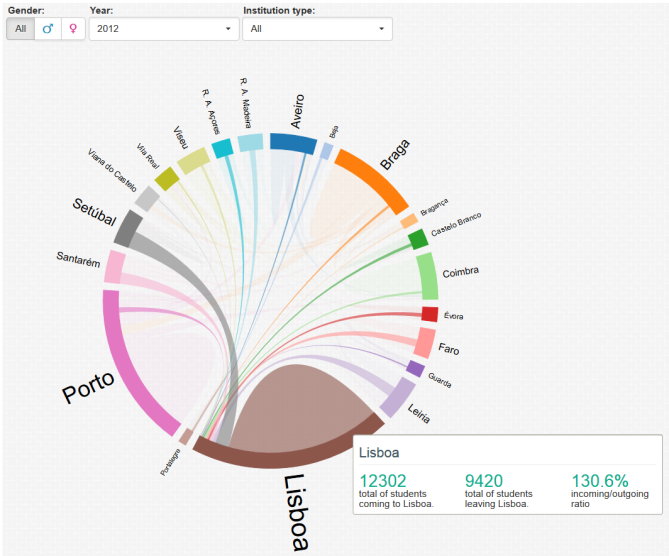 Gender:
Year:
Institution type:
All
♂
♀
2012
All
R. A. Açores
R. A. Madeira
Aveiro
Beja
Braga
Bragança
Castelo Branco
Coimbra
Évora
Faro
Guarda
Leiria
Lisboa
Portalegre
Porto
Santarém
Setúbal
Viana do Castelo
Vila Real
Viseu
Lisboa
12302
9420
130.6%
total of students
total of students
incoming/outgoing
coming to Lisboa.
leaving Lisboa.
ratio